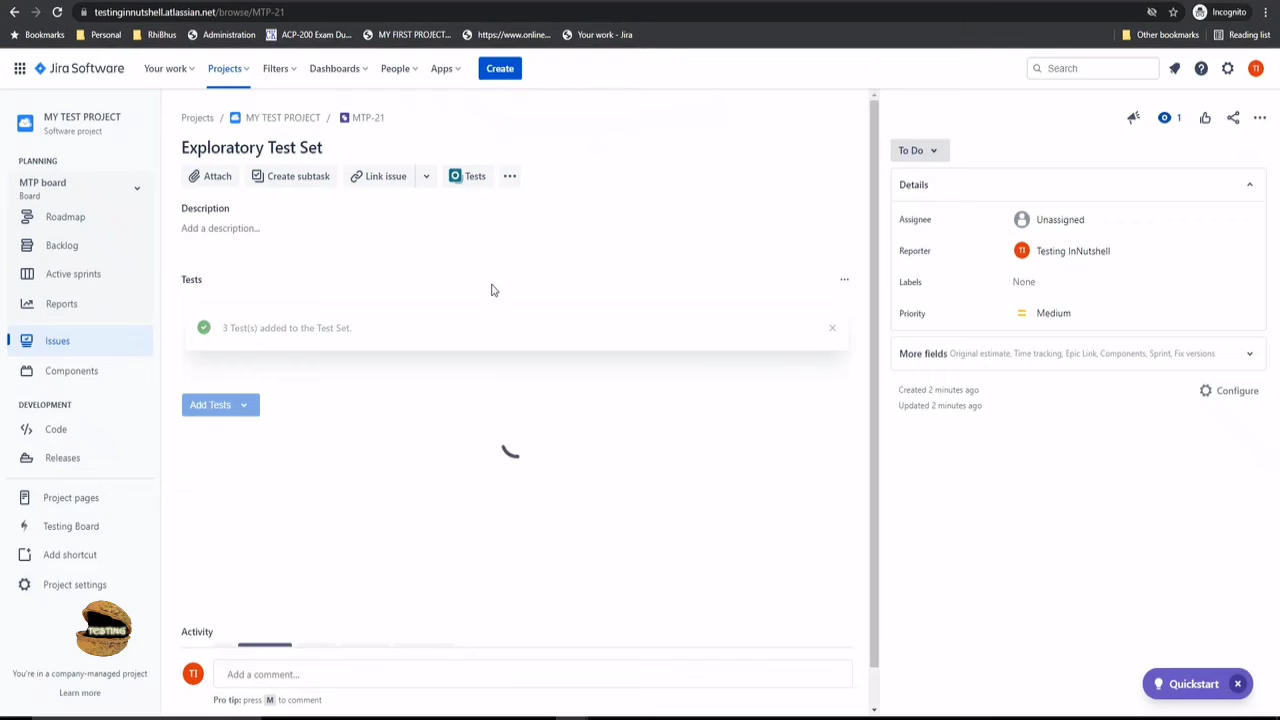 testinginnutshell.atlassian.net/browse/MTP-21
Incognito
Bookmarks
Personal
RhiBhus
Administration
ACP-200 Exam Du...
MY FIRST PROJECT...
https://www.online...
Your work - Jira
Other bookmarks
Reading list
Jira Software
Your work
Projects
Filters
Dashboards
People
Apps
Create
Search
TI
MY TEST PROJECT
Software project
PLANNING
MTP board
Board
Roadmap
Backlog
Active sprints
Reports
Issues
Components
DEVELOPMENT
Code
Releases
Project pages
Testing Board
Add shortcut
Project settings
TESTING
You're in a company-managed project
Learn more
Projects / MY TEST PROJECT / MTP-21
Exploratory Test Set
Attach
Create subtask
Link issue
Tests
Description
Add a description...
Tests
3 Test(s) added to the Test Set.
Add Tests
Activity
TI
Add a comment...
Pro tip: press M to comment
1
To Do
Details
Assignee
Unassigned
Reporter
TI Testing InNutshell
Labels
None
Priority
Medium
More fields Original estimate, Time tracking, Epic Link, Components, Sprint, Fix versions
Created 2 minutes ago
Updated 2 minutes ago
Configure
Quickstart